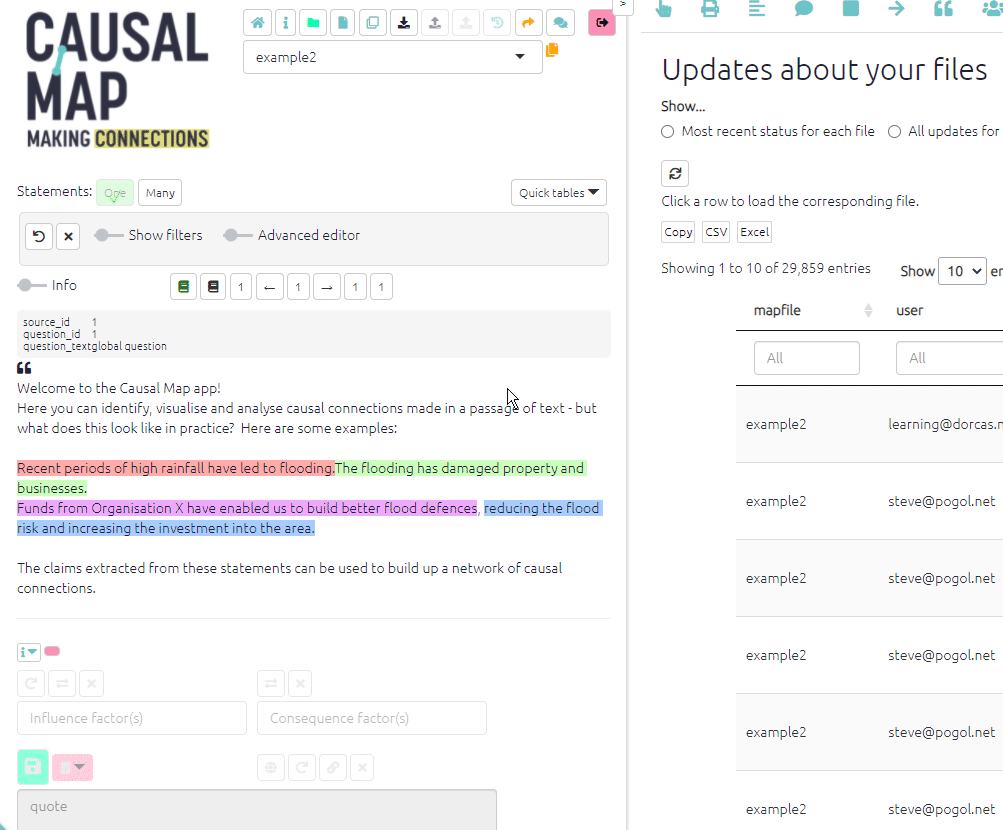 CAUSAL
MAP
MAKING CONNECTIONS
example2
Statements: One Many
Quick tables
Show filters Advanced editor
Info 1 ← 1 → 1 1
source_id 1
question_id 1
question_textglobal question
Welcome to the Causal Map app!
Here you can identify, visualise and analyse causal connections made in a passage of text - but
what does this look like in practice? Here are some examples:
Recent periods of high rainfall have led to flooding.The flooding has damaged property and
businesses.
Funds from Organisation X have enabled us to build better flood defences, reducing the flood
risk and increasing the investment into the area.
The claims extracted from these statements can be used to build up a network of causal
connections.
Influence factor(s) Consequence factor(s)
quote
>
Updates about your files
Show...
Most recent status for each file All updates for
Click a row to load the corresponding file.
Copy CSV Excel
Showing 1 to 10 of 29,859 entries Show 10 en
mapfile user
All All
example2 learning@dorcas.n
example2 steve@pogol.net
example2 steve@pogol.net
example2 steve@pogol.net
example2 steve@pogol.net
example2 steve@pogol.net